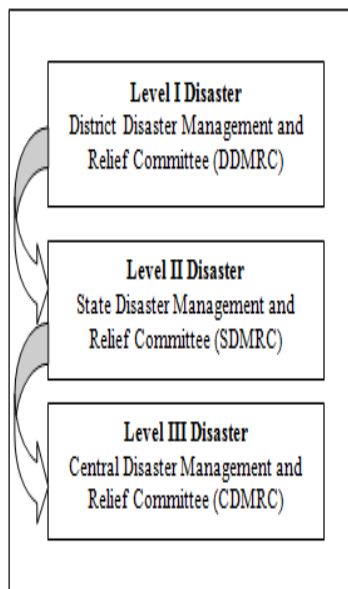 Level I Disaster
District Disaster Management and
Relief Committee (DDMRC)
Level II Disaster
State Disaster Management and
Relief Committee (SDMRC)
Level III Disaster
Central Disaster Management and
Relief Committee (CDMRC)